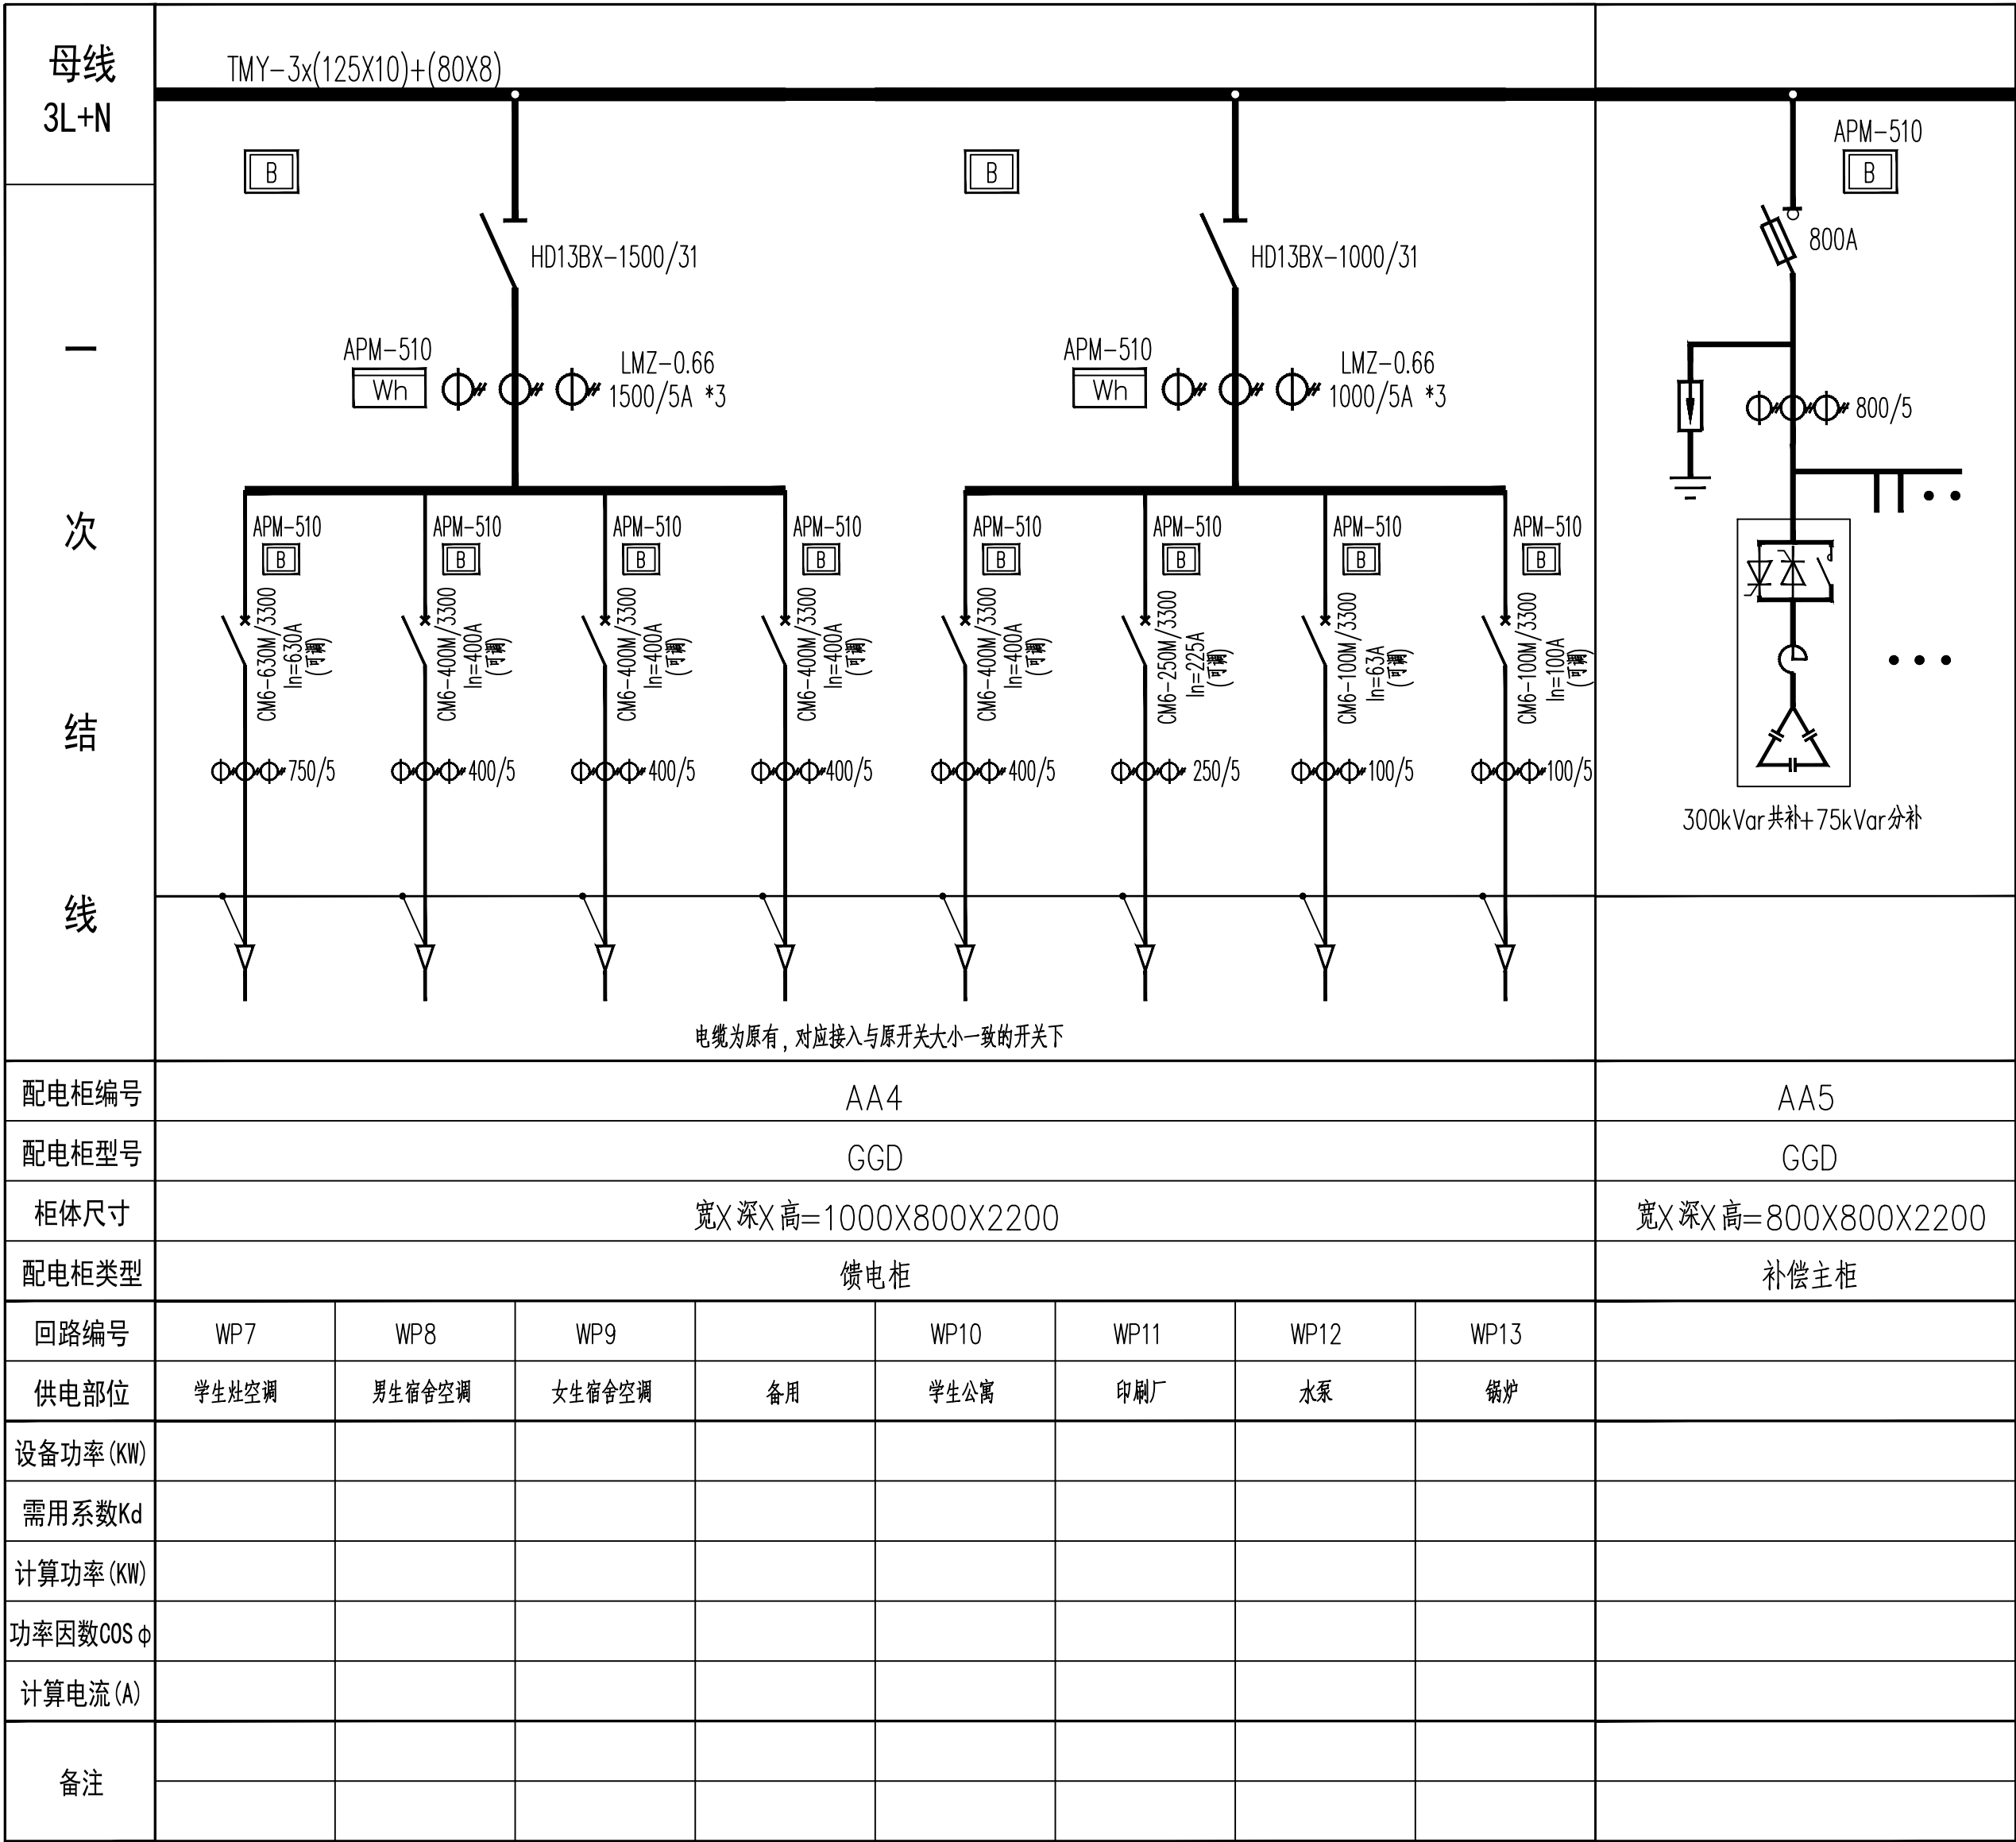 母线
3L+N
TMY-3x(125X10)+(80X8)
B
B
APM-510
B
HD13BX-1500/31
HD13BX-1000/31
800A
APM-510
Wh
LMZ-0.66
1500/5A *3
APM-510
Wh
LMZ-0.66
1000/5A *3
800/5
一
次
结
线
APM-510
B
CM6-630M/3300
In=630A
(可调)
750/5
APM-510
B
CM6-400M/3300
In=400A
(可调)
400/5
APM-510
B
CM6-400M/3300
In=400A
(可调)
400/5
APM-510
B
CM6-400M/3300
In=400A
(可调)
400/5
APM-510
B
CM6-400M/3300
In=400A
(可调)
400/5
APM-510
B
CM6-250M/3300
In=225A
(可调)
250/5
APM-510
B
CM6-100M/3300
In=63A
(可调)
100/5
APM-510
B
CM6-100M/3300
In=100A
(可调)
100/5
300kVar共补+75kVar分补
电缆为原有, 对应接入与原开关大小一致的开关下
配电柜编号 AA4 AA5
配电柜型号 GGD GGD
柜体尺寸 宽X深X高=1000X800X2200 宽X深X高=800X800X2200
配电柜类型 馈电柜 补偿主柜
回路编号 WP7 WP8 WP9 WP10 WP11 WP12 WP13
供电部位 学生灶空调 男生宿舍空调 女生宿舍空调 备用 学生公寓 印刷厂 水泵 锅炉
设备功率(KW)
需用系数Kd
计算功率(KW)
功率因数COSφ
计算电流(A)
备注